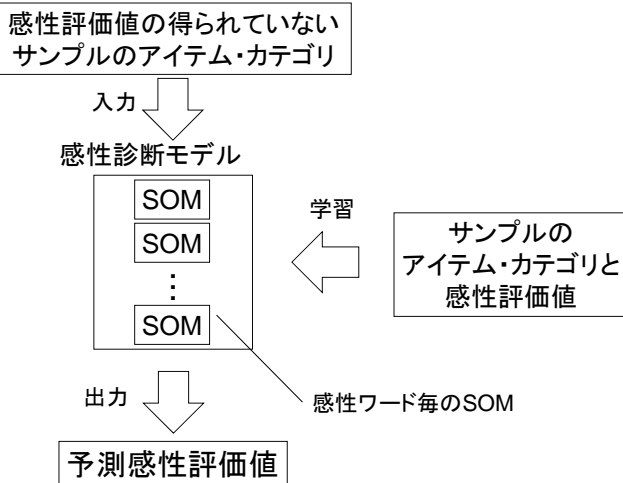 感性評価値の得られていない
サンプルのアイテム・カテゴリ
入力
感性診断モデル
SOM
SOM
⋮
SOM
学習
サンプルの
アイテム・カテゴリと
感性評価値
感性ワード毎のSOM
出力
予測感性評価値